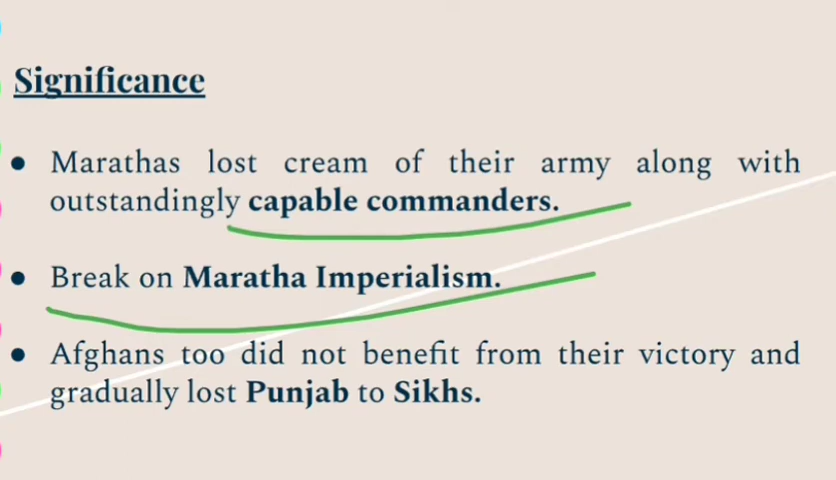 Significance
● Marathas lost cream of their army along with
outstandingly capable commanders.
● Break on Maratha Imperialism.
● Afghans too did not benefit from their victory and
gradually lost Punjab to Sikhs.